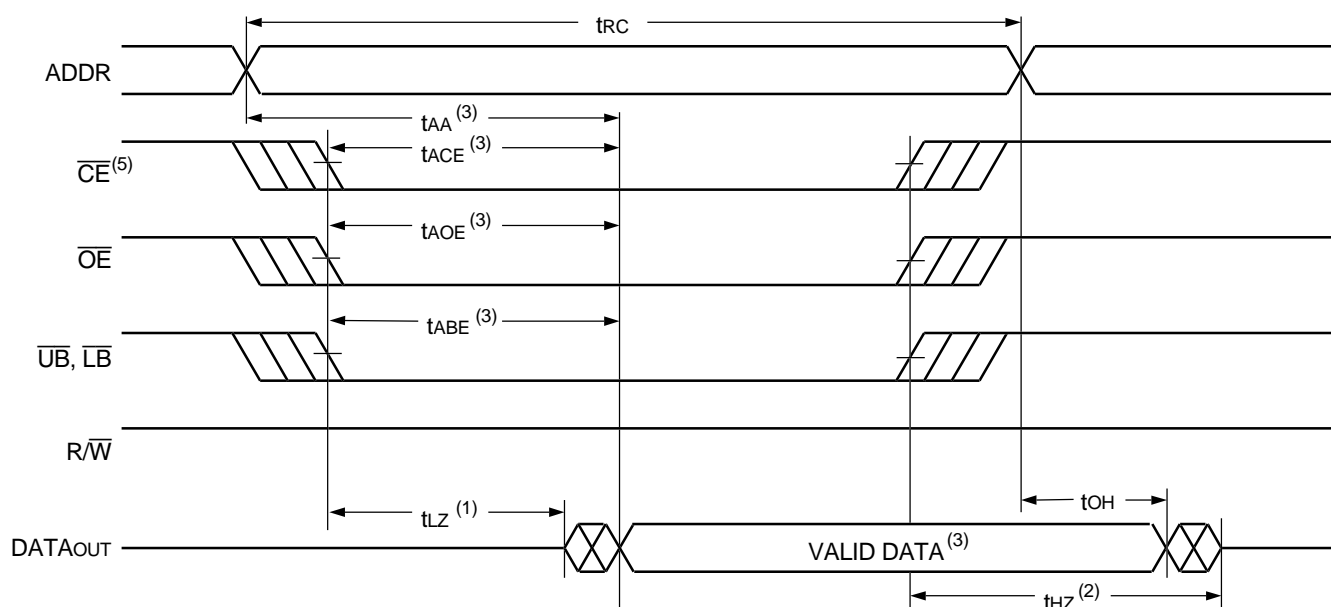 tRC
ADDR
tAA (3)
tACE (3)
CE (5)
tAOE (3)
OE
tABE (3)
UB, LB
R/W
tOH
tLZ (1)
DATAOUT
VALID DATA (3)
tHZ (2)